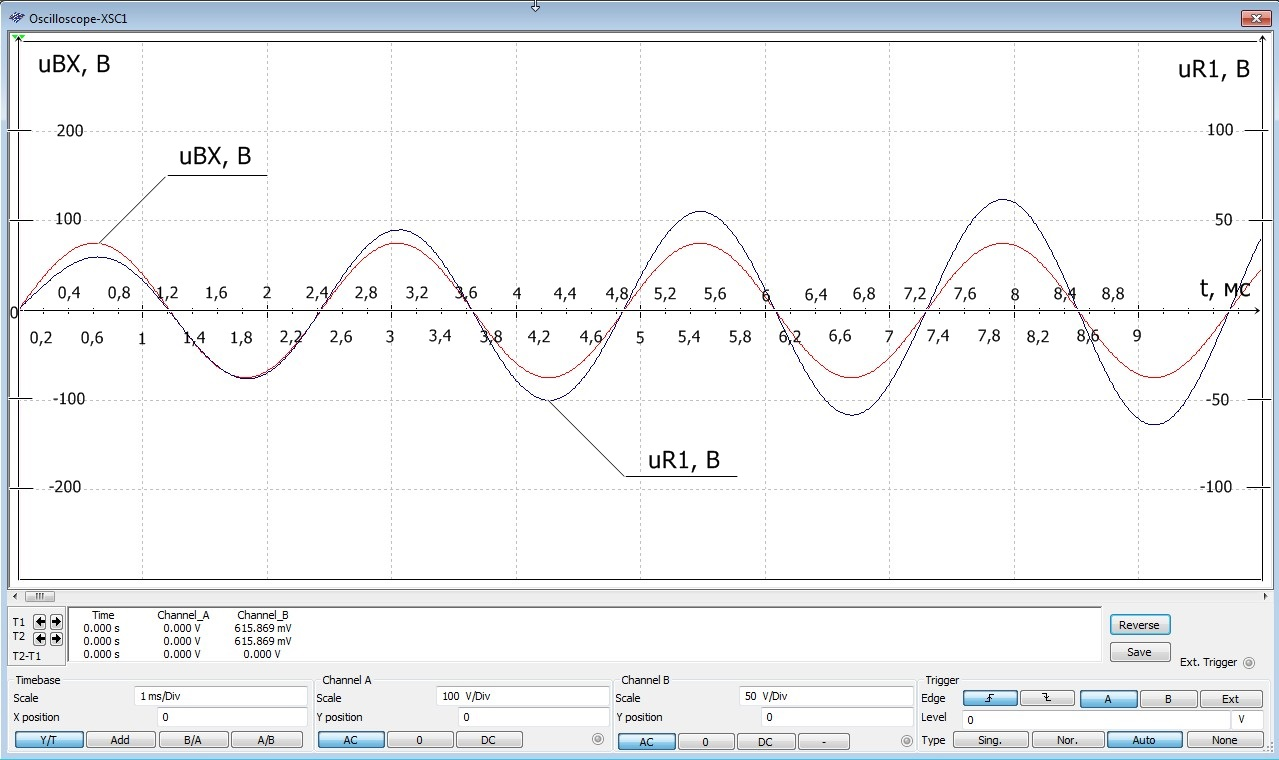 Oscilloscope-XSC1
uВХ, В
uR1, В
200
100
uВХ, В
100
50
0,4 0,8 1,2 1,6 2 2,4 2,8 3,2 3,6 4 4,4 4,8 5,2 5,6 6 6,4 6,8 7,2 7,6 8 8,4 8,8 t, мс
0
0,2 0,6 1 1,4 1,8 2,2 2,6 3 3,4 3,8 4,2 4,6 5 5,4 5,8 6,2 6,6 7 7,4 7,8 8,2 8,6 9
-100
-50
uR1, В
-200
-100
Time Channel_A Channel_B
T1 0.000 s 0.000 V 615.869 mV
T2 0.000 s 0.000 V 615.869 mV
T2-T1 0.000 s 0.000 V 0.000 V
Reverse
Save
Ext. Trigger
Timebase
Scale 1 ms/Div
X position 0
Y/T Add B/A A/B
Channel A
Scale 100 V/Div
Y position 0
AC 0 DC
Channel B
Scale 50 V/Div
Y position 0
AC 0 DC -
Trigger
Edge A B Ext
Level 0 V
Type Sing. Nor. Auto None